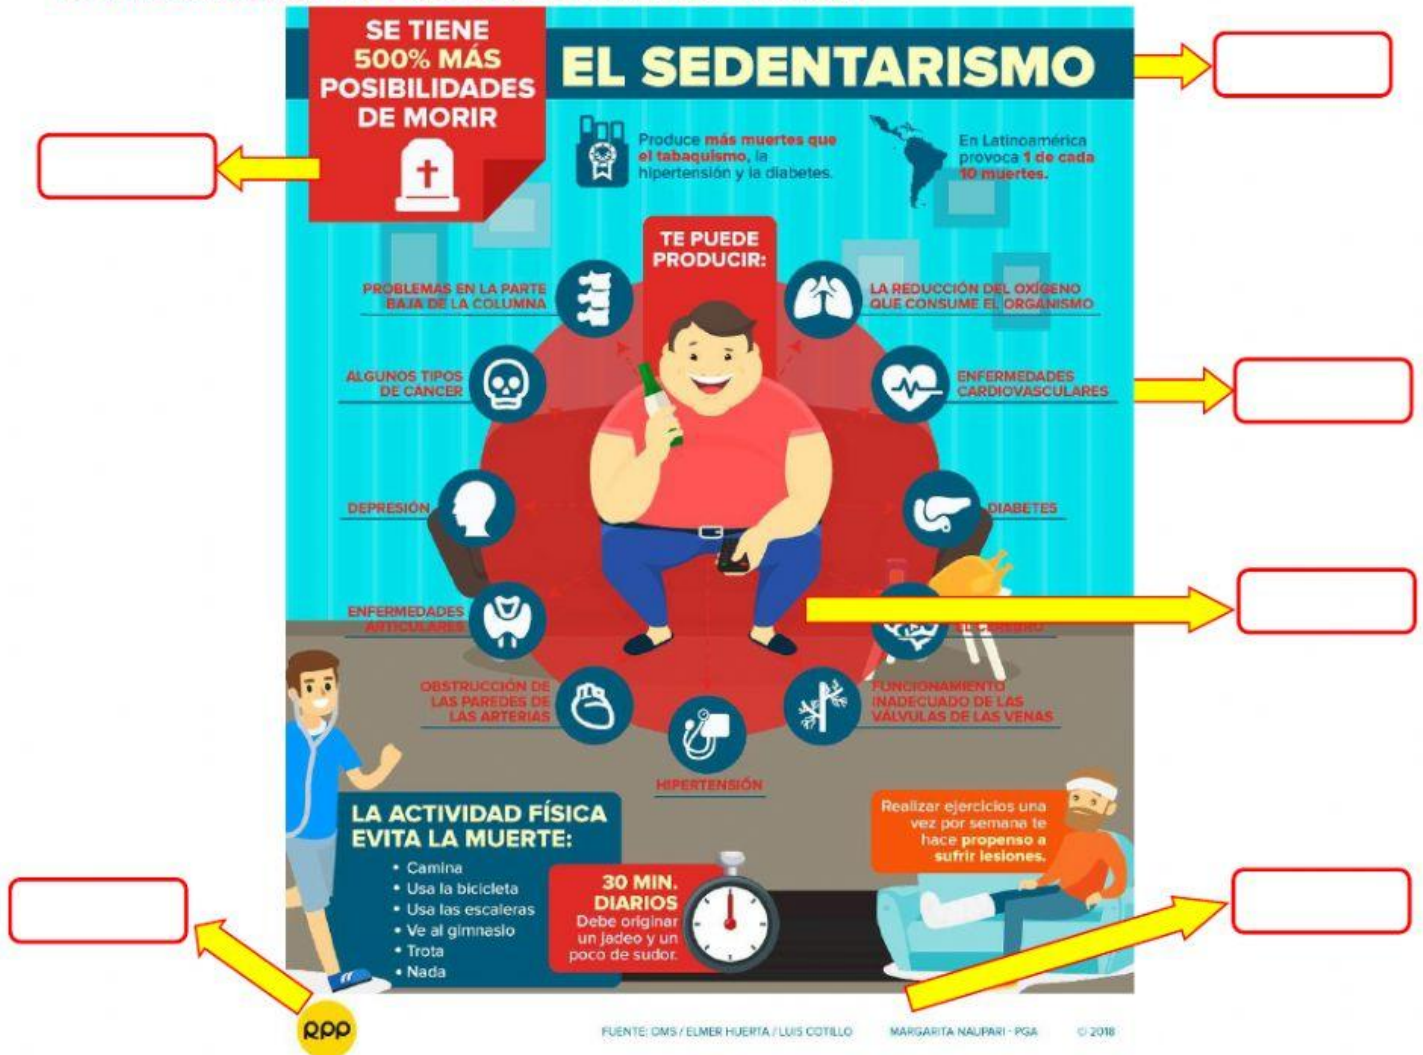 SE TIENE
500% MÁS
POSIBILIDADES
DE MORIR
EL SEDENTARISMO
Produce más muertes que
el tabaquismo, la
hipertensión y la diabetes.
En Latinoamérica
provoca 1 de cada
10 muertes.
TE PUEDE
PRODUCIR:
PROBLEMAS EN LA PARTE
BAJA DE LA COLUMNA
LA REDUCCIÓN DEL OXÍGENO
QUE CONSUME EL ORGANISMO
ALGUNOS TIPOS
DE CÁNCER
ENFERMEDADES
CARDIOVASCULARES
DEPRESIÓN
DIABETES
ENFERMEDADES
ARTICULARES
OBSTRUCCIÓN DE
LAS PAREDES DE
LAS ARTERIAS
FUNCIONAMIENTO
INADECUADO DE LAS
VÁLVULAS DE LAS VENAS
HIPERTENSIÓN
LA ACTIVIDAD FÍSICA
EVITA LA MUERTE:
• Camina
• Usa la bicicleta
• Usa las escaleras
• Ve al gimnasio
• Trota
• Nada
30 MIN.
DIARIOS
Debe originar
un jadeo y un
poco de sudor.
Realizar ejercicios una
vez por semana te
hace propenso a
sufrir lesiones.
RPP
FUENTE: OMS / ELMER HUERTA / LUIS COTILLO MARGARITA ÑAUPARI - PGA © 2018